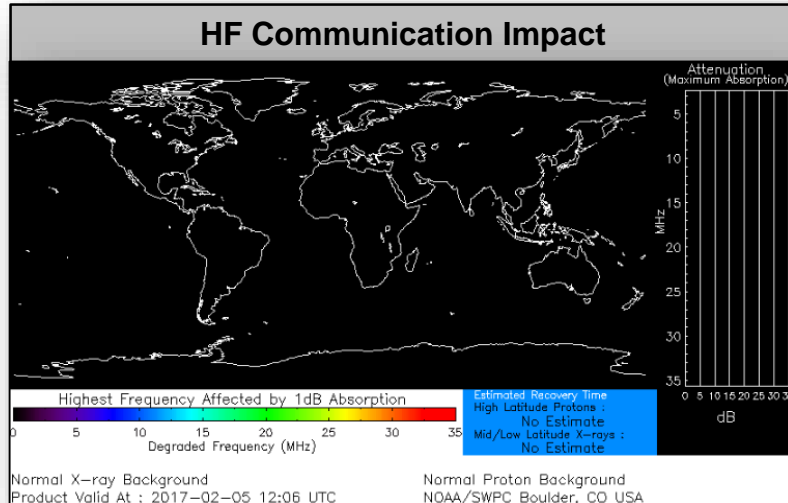 HF Communication Impact
Attenuation
(Maximum Absorption)
5
10
15
20
25
30
35
MHz
0 5 10 15 20 25 30
dB
Highest Frequency Affected by 1dB Absorption
0 5 10 15 20 25 30 35
Degraded Frequency (MHz)
Estimated Recovery Time
High Latitude Protons :
No Estimate
Mid/Low Latitude X-rays :
No Estimate
Normal X-ray Background
Normal Proton Background
Product Valid At : 2017-02-05 12:06 UTC
NOAA/SWPC Boulder, CO USA